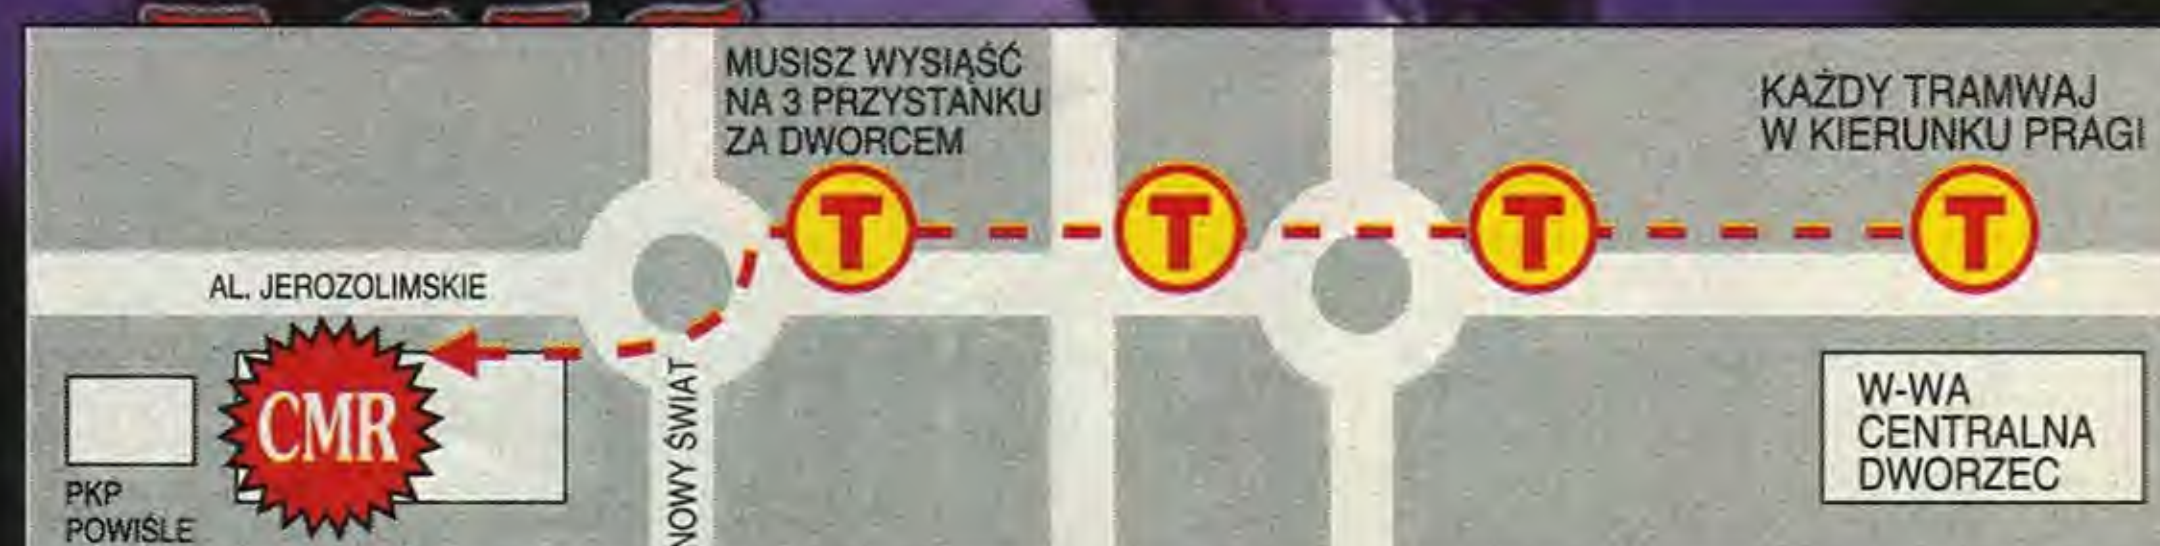 MUSISZ WYSIĄŚĆ
NA 3 PRZYSTANKU
ZA DWORCEM
KAŻDY TRAMWAJ
W KIERUNKU PRAGI
T
T
T
T
AL. JEROZOLIMSKIE
CMR
NOWY ŚWIAT
W-WA
CENTRALNA
DWORZEC
PKP
POWIŚLE